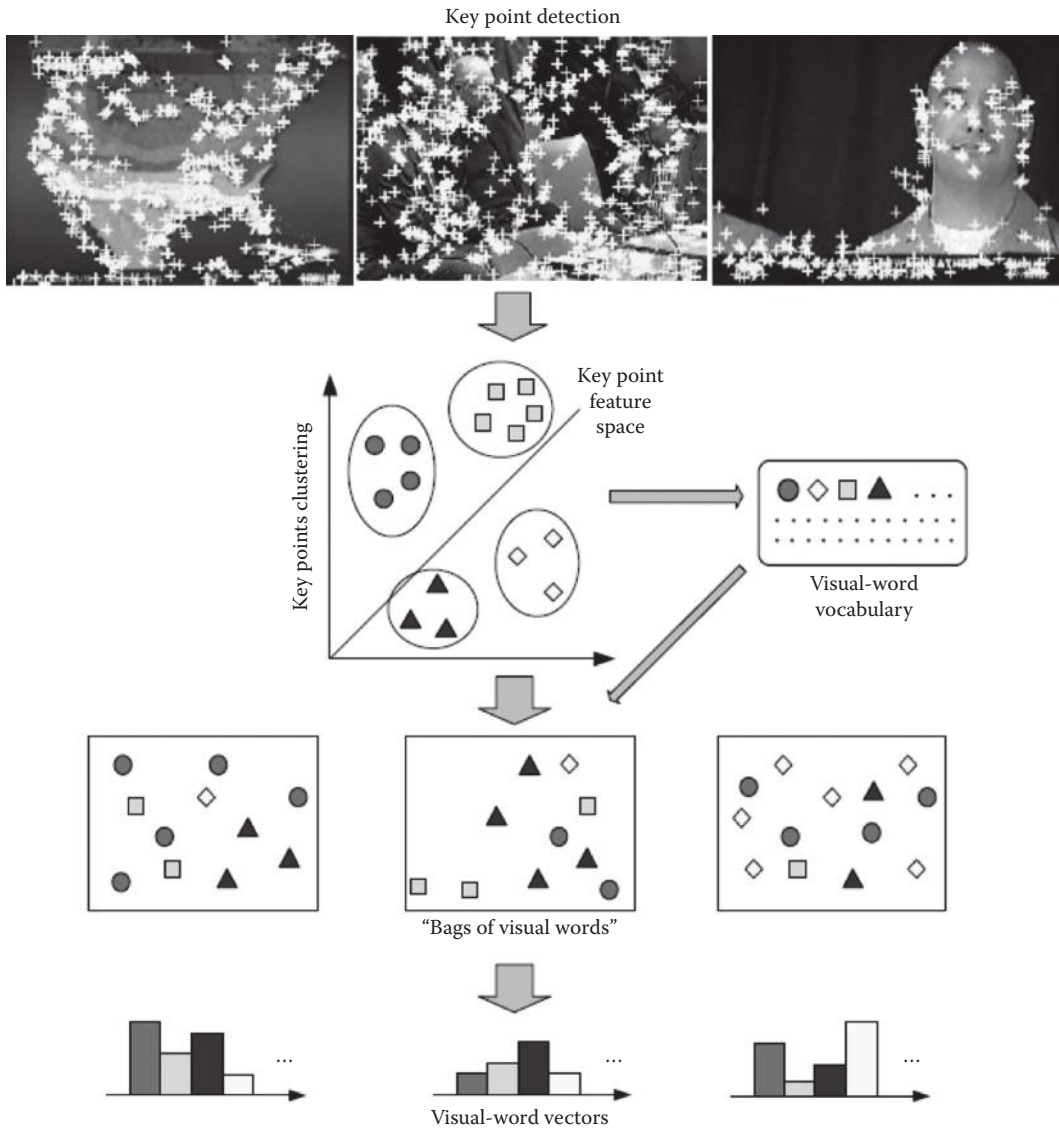 Key point detection
Key point
feature
space
Key points clustering
. . .
Visual-word
vocabulary
“Bags of visual words”
...
...
...
Visual-word vectors